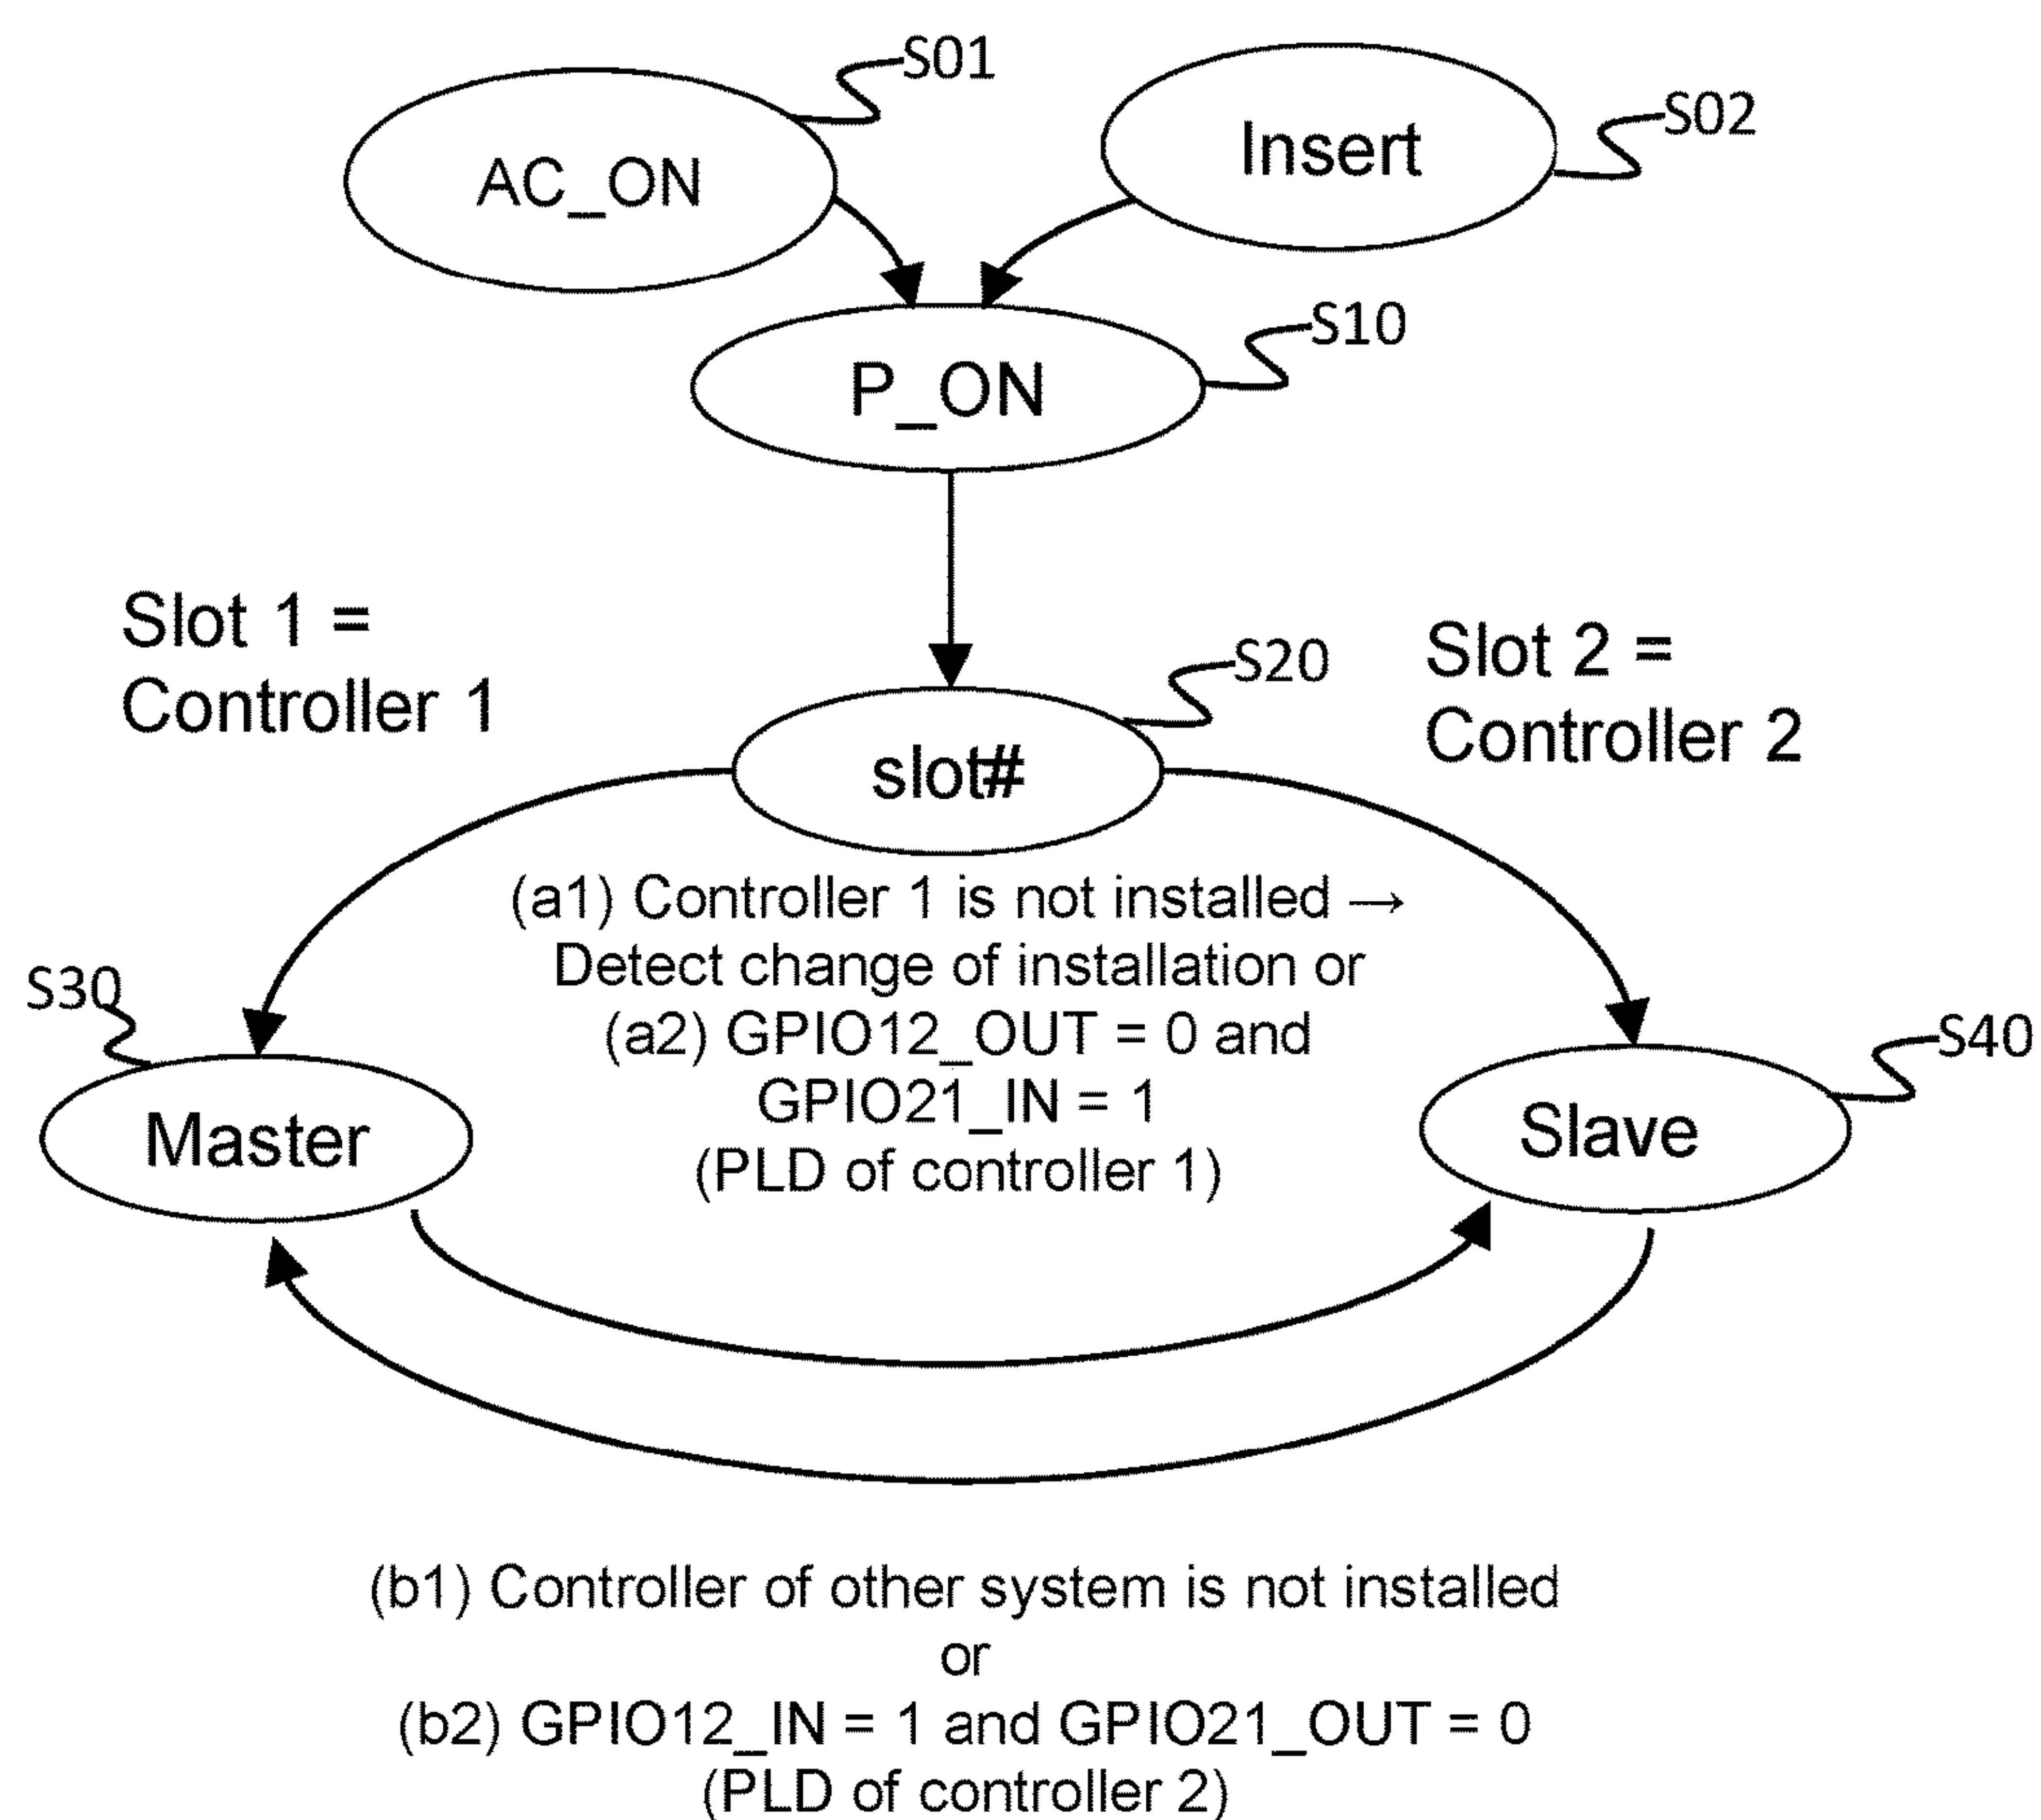 S01
AC_ON
Insert
S02
S10
P_ON
Slot 1 =
Controller 1
S20
Slot 2 =
Controller 2
slot#
(a1) Controller 1 is not installed →
Detect change of installation or
(a2) GPIO12_OUT = 0 and
GPIO21_IN = 1
(PLD of controller 1)
S30
Master
S40
Slave
(b1) Controller of other system is not installed
or
(b2) GPIO12_IN = 1 and GPIO21_OUT = 0
(PLD of controller 2)